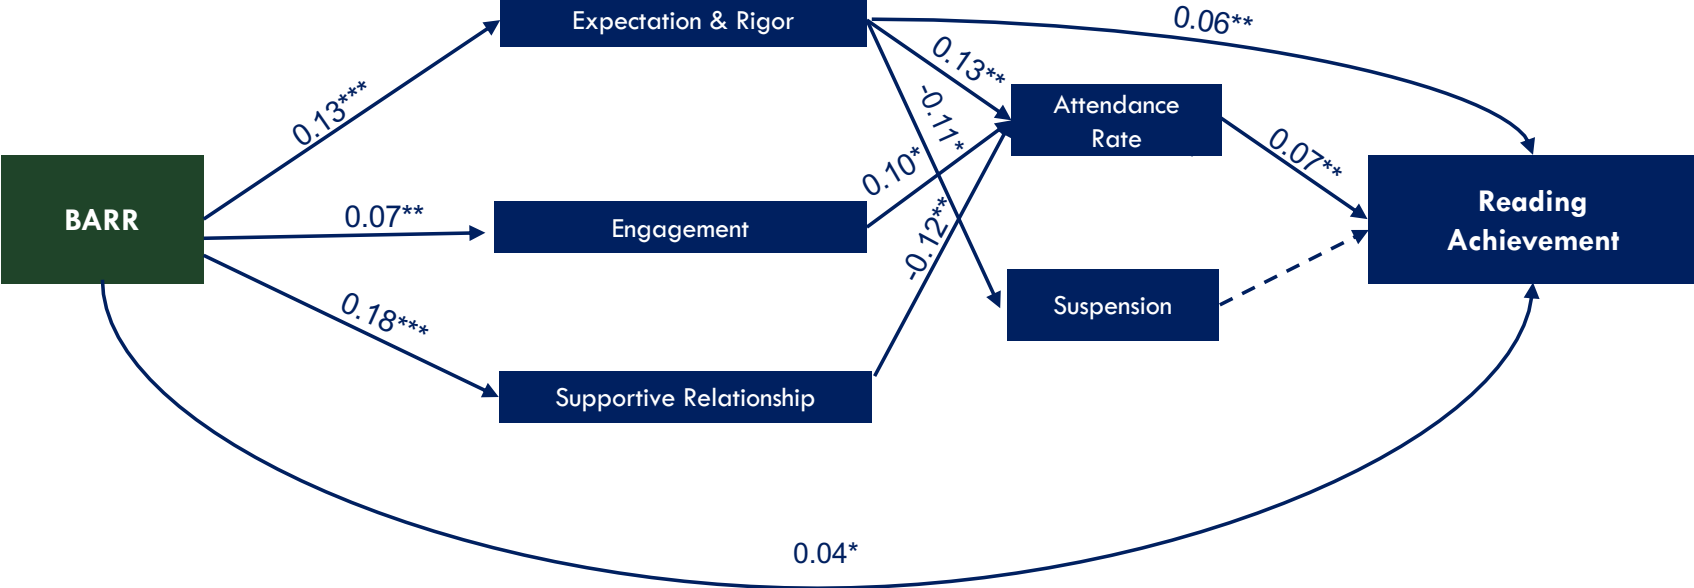 Expectation & Rigor
0.06**
0.13**
0.13***
-0.11*
Attendance
Rate
0.10*
0.07**
BARR
0.07**
Engagement
-0.12**
Reading
Achievement
0.18***
Suspension
Supportive Relationship
0.04*